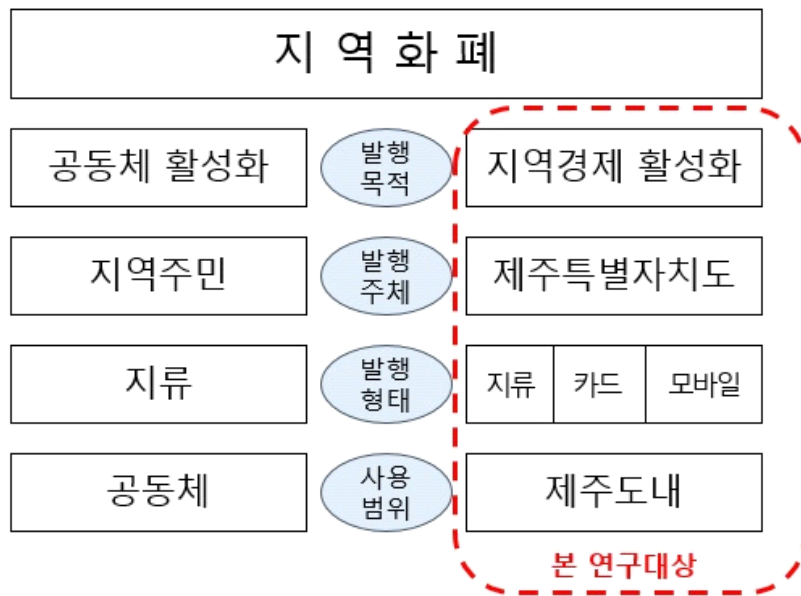 지 역 화 폐
공동체 활성화
발행
목적
지역경제 활성화
지역주민
발행
주체
제주특별자치도
지류
발행
형태
지류
카드
모바일
공동체
사용
범위
제주도내
본 연구대상